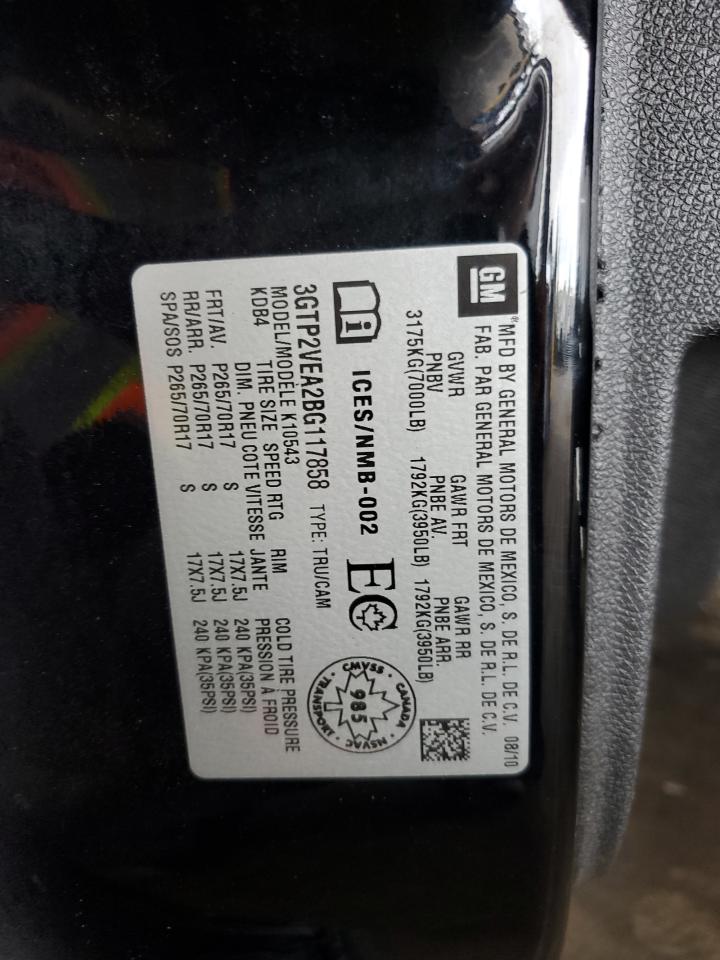 GM
®
MFD BY GENERAL MOTORS DE MEXICO, S. DE R.L. DE C.V. 08/10
FAB. PAR GENERAL MOTORS DE MEXICO, S. DE R.L. DE C.V.
GVWR GAWR FRT GAWR RR
PNBV PNBE AV. PNBE ARR.
3175KG(7000LB) 1792KG(3950LB) 1792KG(3950LB)
i ICES/NMB-002 EC
CANADA · NSVAC · TRANSPORT · CMVSS ·
985
T
3GTP2VEA2BG117858 TYPE: TRU/CAM
MODEL/MODÈLE K10543
KDB4 TIRE SIZE SPEED RTG RIM COLD TIRE PRESSURE
DIM. PNEU COTE VITESSE JANTE PRESSION À FROID
FRT/AV. P265/70R17 S 17X7.5J 240 KPA(35PSI)
RR/ARR. P265/70R17 S 17X7.5J 240 KPA(35PSI)
SPA/SOS P265/70R17 S 17X7.5J 240 KPA(35PSI)